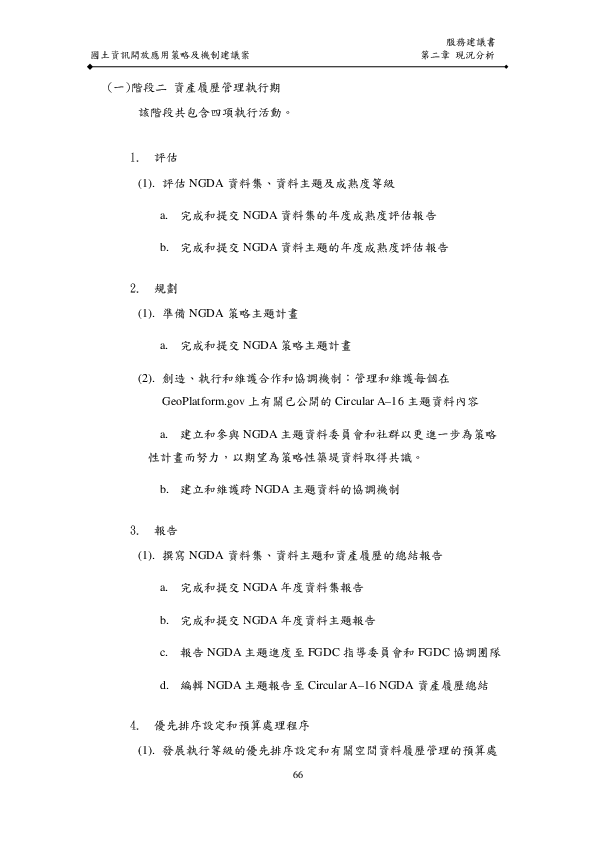 服務建議書
國土資訊開放應用策略及機制建議案 第二章 現況分析
(一)階段二 資產履歷管理執行期
該階段共包含四項執行活動。
1. 評估
(1). 評估 NGDA 資料集、資料主題及成熟度等級
a. 完成和提交 NGDA 資料集的年度成熟度評估報告
b. 完成和提交 NGDA 資料主題的年度成熟度評估報告
2. 規劃
(1). 準備 NGDA 策略主題計畫
a. 完成和提交 NGDA 策略主題計畫
(2). 創造、執行和維護合作和協調機制：管理和維護每個在
GeoPlatform.gov 上有關已公開的 Circular A–16 主題資料內容
a. 建立和參與 NGDA 主題資料委員會和社群以更進一步為策略
性計畫而努力，以期望為策略性築堤資料取得共識。
b. 建立和維護跨 NGDA 主題資料的協調機制
3. 報告
(1). 撰寫 NGDA 資料集、資料主題和資產履歷的總結報告
a. 完成和提交 NGDA 年度資料集報告
b. 完成和提交 NGDA 年度資料主題報告
c. 報告 NGDA 主題進度至 FGDC 指導委員會和 FGDC 協調團隊
d. 編輯 NGDA 主題報告至 Circular A–16 NGDA 資產履歷總結
4. 優先排序設定和預算處理程序
(1). 發展執行等級的優先排序設定和有關空間資料履歷管理的預算處
66